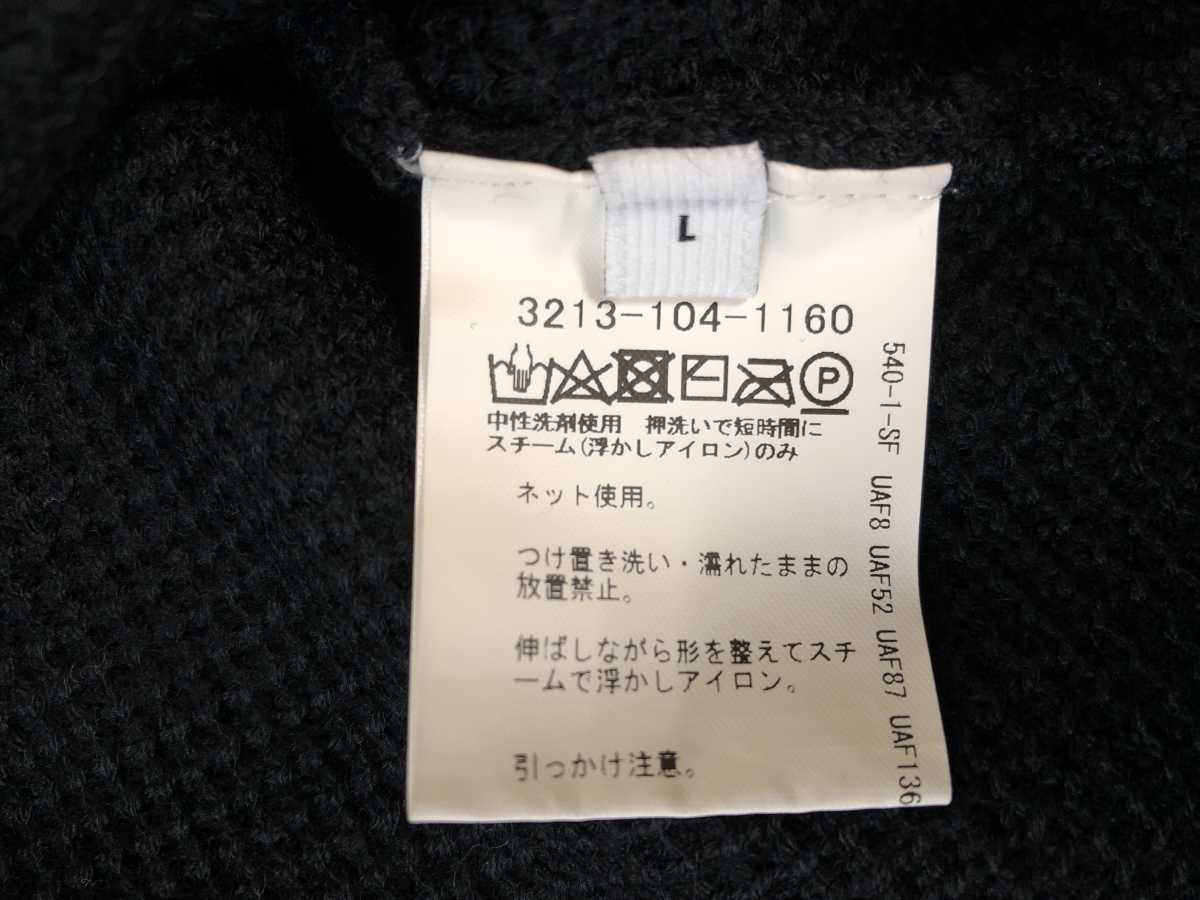 L
3213-104-1160
P
中性洗剤使用 押洗いで短時間に
スチーム(浮かしアイロン)のみ
ネット使用。
つけ置き洗い・濡れたままの
放置禁止。
伸ばしながら形を整えてスチ
ームで浮かしアイロン。
引っかけ注意。
540-1-SF UAF8 UAF52 UAF87 UAF136